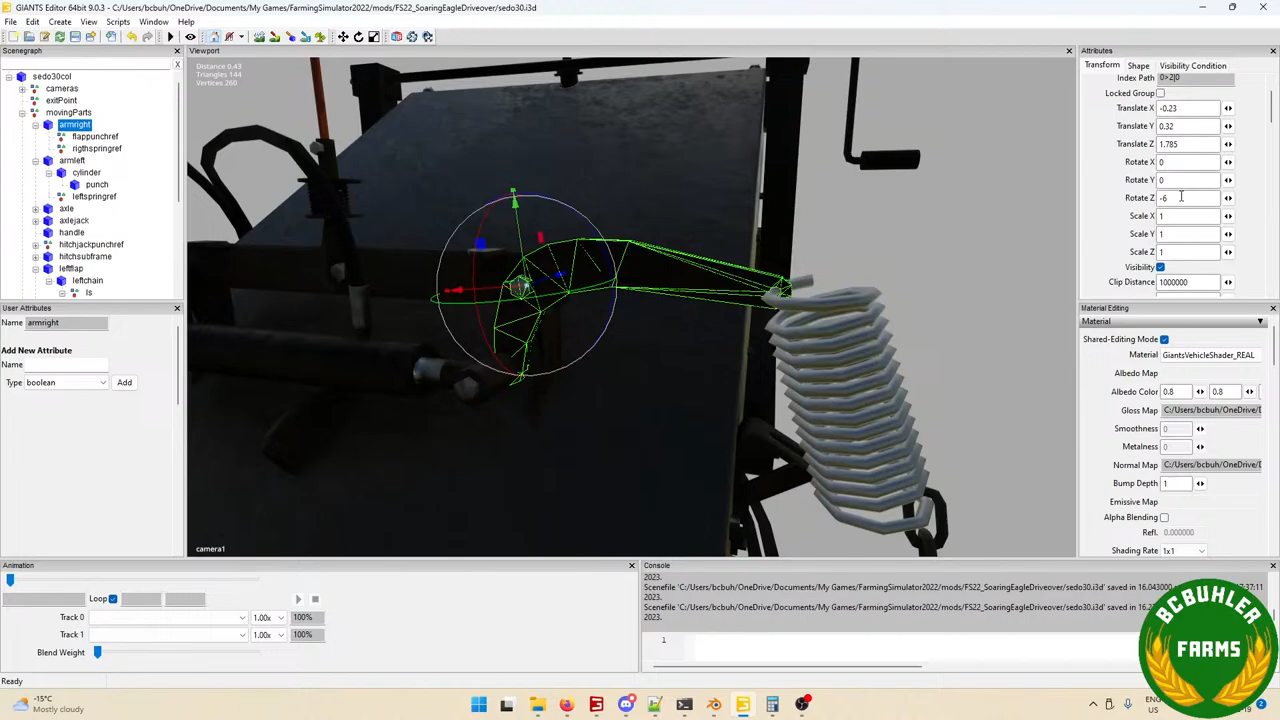 GIANTS Editor 64bit 9.0.3 - [C:/Users/bcbuh/OneDrive/Documents/My Games/FarmingSimulator2022/mods/FS22_SoaringEagleDriveover/sedo30.i3d]
File Edit Create View Scripts Window Help
Scenegraph
X
sedo30col
cameras
exitPoint
movingParts
armright
flappunchref
rigthspringref
armleft
cylinder
punch
leftspringref
axle
axlejack
handle
hitchjackpunchref
hitchsubframe
leftflap
leftchain
ls
Viewport
Distance 0.43
Triangles 144
Vertices 260
camera1
Attributes
Transform Shape Visibility Condition
Index Path 0>2|0
Locked Group
Translate X -0.23
Translate Y 0.32
Translate Z 1.785
Rotate X 0
Rotate Y 0
Rotate Z -6
Scale X 1
Scale Y 1
Scale Z 1
Visibility
Clip Distance 1000000
User Attributes
Name armright
Add New Attribute
Name
Type boolean Add
Material Editing
Material
Shared-Editing Mode
Material GiantsVehicleShader_REAL
Albedo Map
Albedo Color 0.8 0.8
Gloss Map C:/Users/bcbuh/OneDrive/D
Smoothness 0
Metalness 0
Normal Map C:/Users/bcbuh/OneDrive/D
Bump Depth 1
Emissive Map
Alpha Blending
Refl. 0.000000
Shading Rate 1x1
Animation
Loop
Track 0 1.00x 100%
Track 1 1.00x 100%
Blend Weight
Console
2023.
Scenefile 'C:/Users/bcbuh/OneDrive/Documents/My Games/FarmingSimulator2022/mods/FS22_SoaringEagleDriveover/sedo30.i3d' saved in 16.04300
2023.
Scenefile 'C:/Users/bcbuh/OneDrive/Documents/My Games/FarmingSimulator2022/mods/FS22_SoaringEagleDriveover/sedo30.i3d' saved in 16.2
2023.
1
Ready
BCBUHLER
FARMS
-15°C
Mostly cloudy
ENG
US